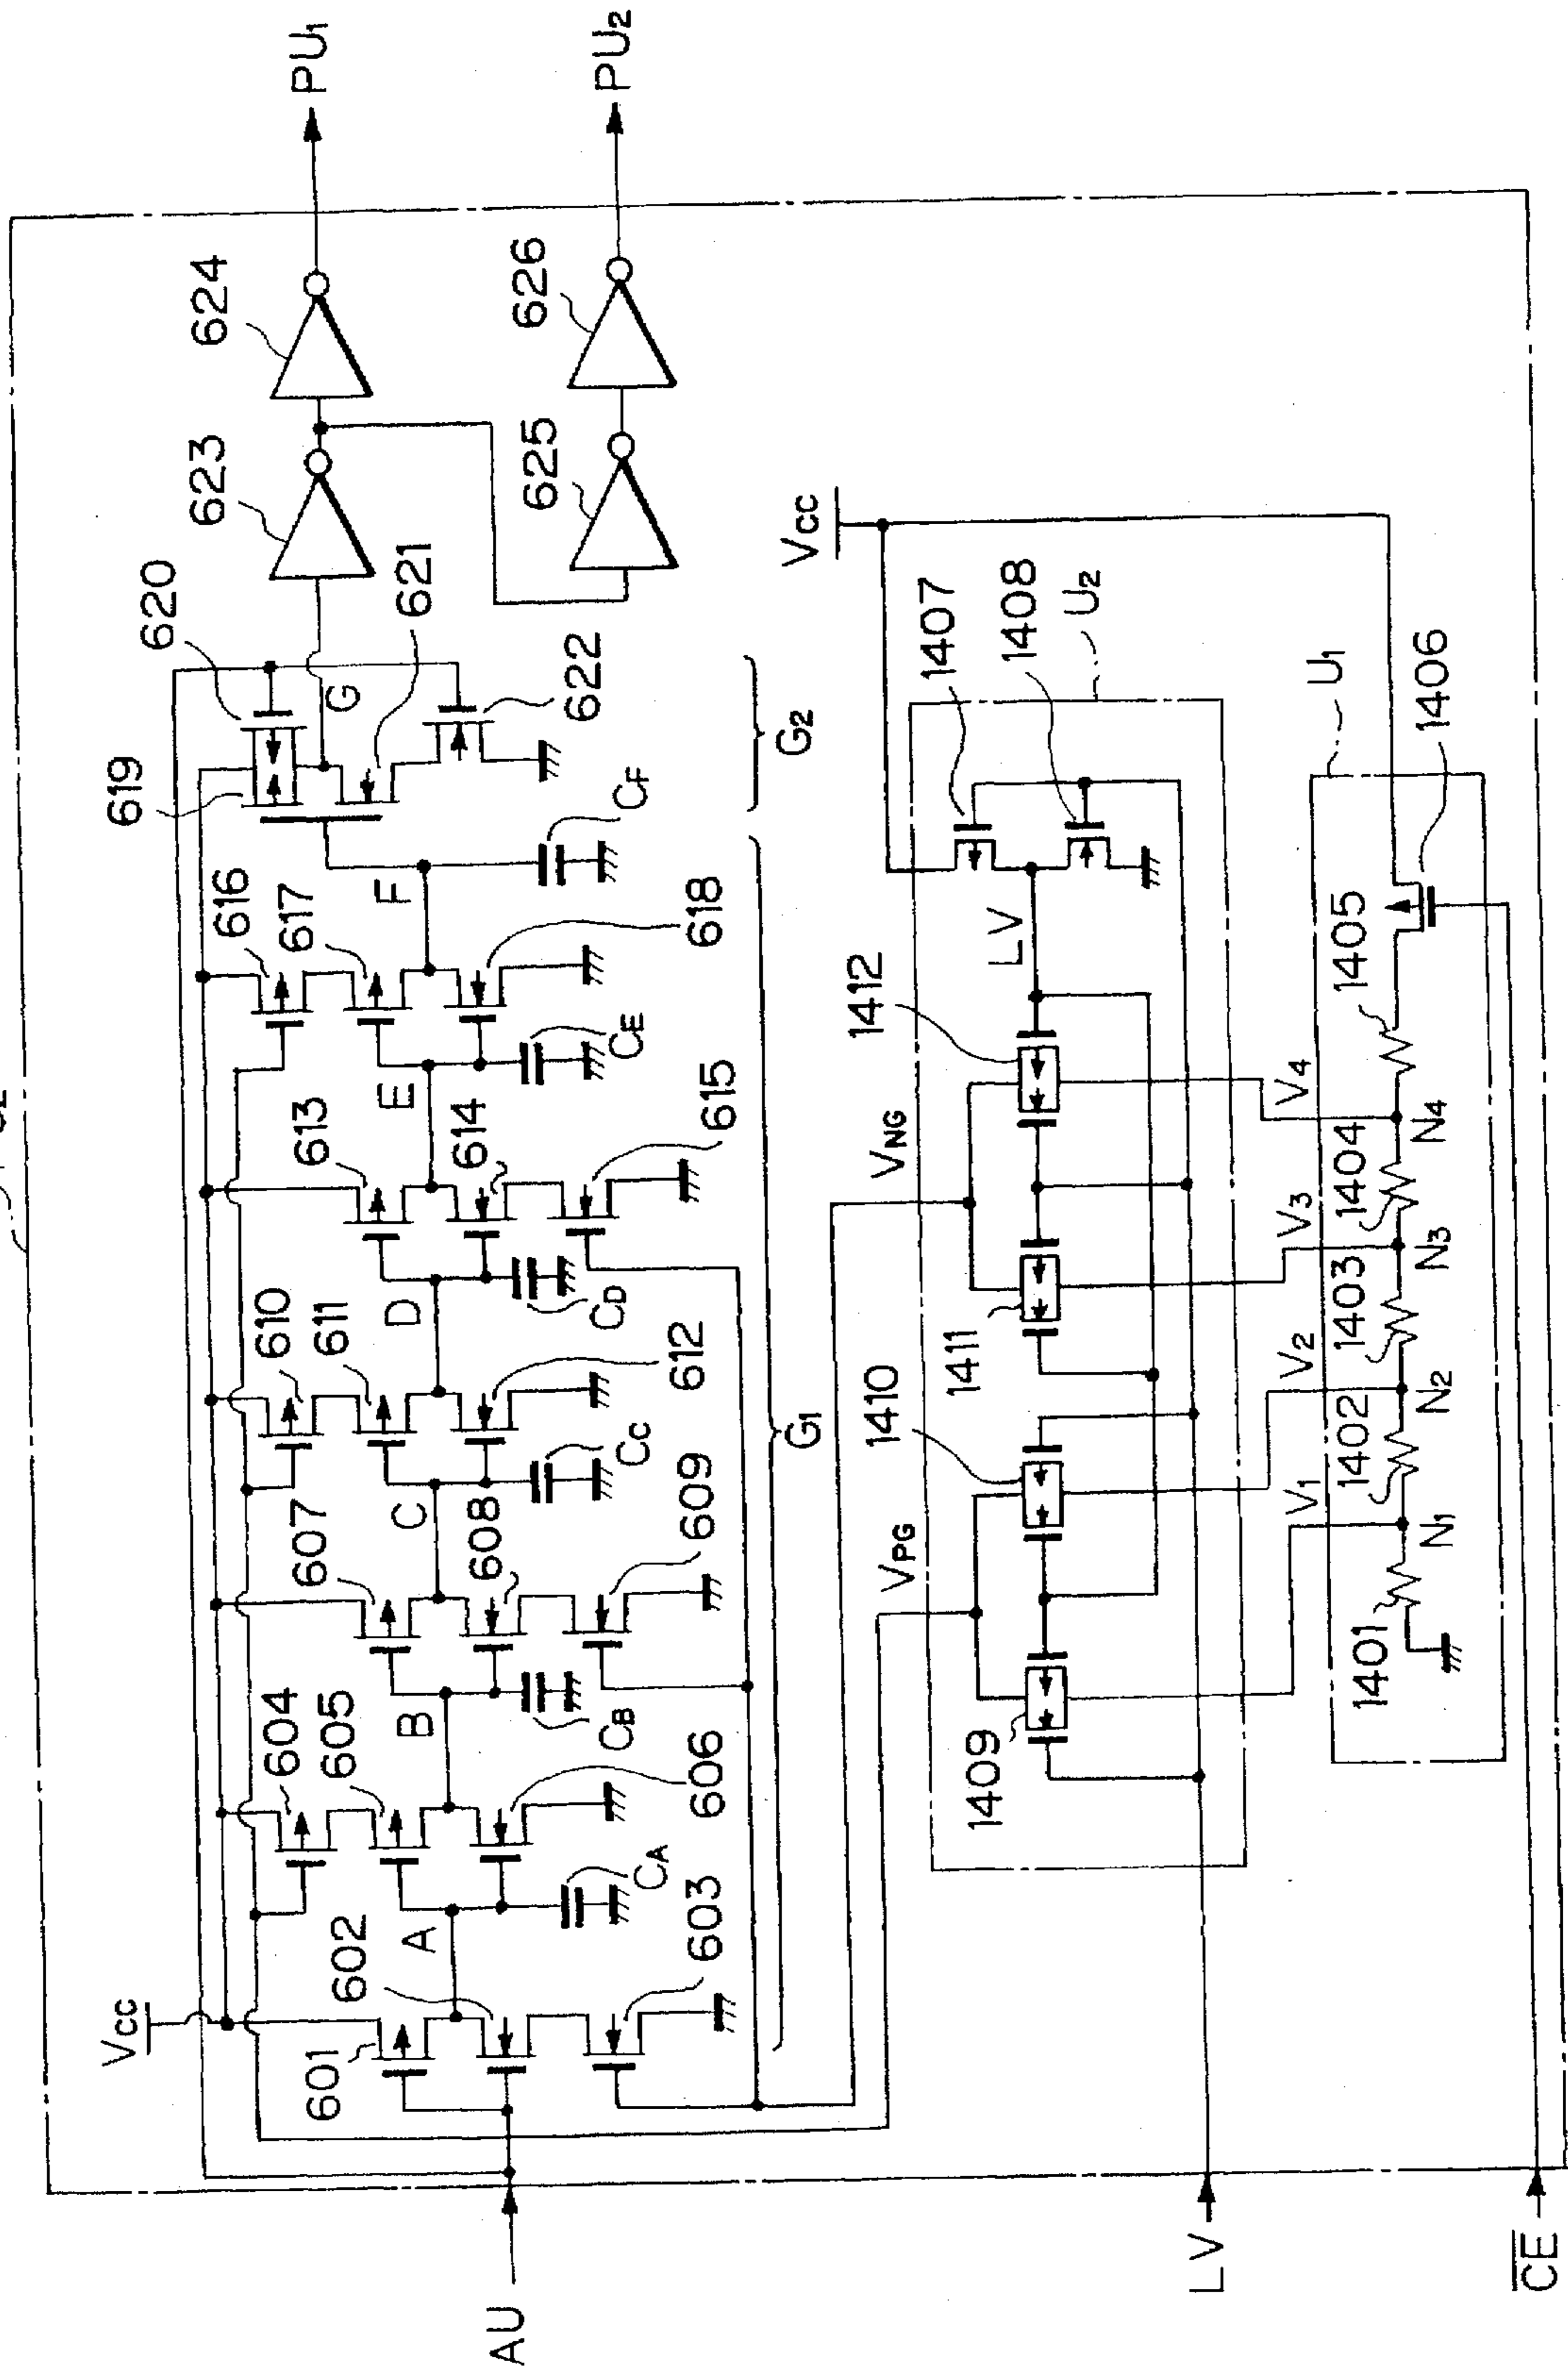 PU1
PU2
624
626
623
625
620
621
G
622
619
G2
CF
F
616
617
618
CE
E
613
614
615
D
CD
610
611
612
C
CC
G1
607
608
609
B
CB
604
605
606
A
CA
Vcc
601
602
603
AU
Vcc
1407
1408
U2
LV
1412
VNG
1411
1410
VPG
1409
LV
U1
1406
1405
V4
N4
1404
V3
N3
1403
V2
N2
1402
V1
N1
1401
CE